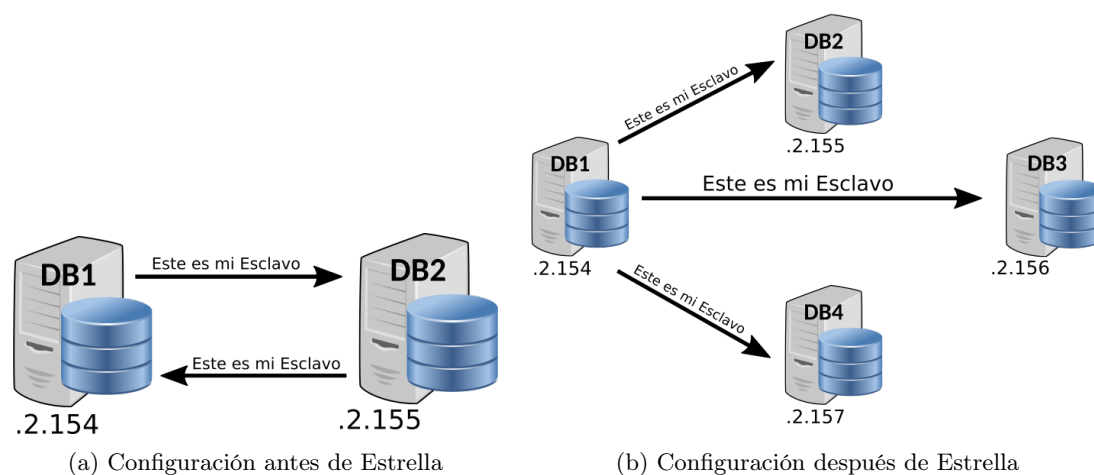 DB1
Este es mi Esclavo
DB2
Este es mi Esclavo
.2.154
.2.155
(a) Configuración antes de Estrella
DB2
Este es mi Esclavo
.2.155
DB1
Este es mi Esclavo
DB3
.2.154
.2.156
Este es mi Esclavo
DB4
.2.157
(b) Configuración después de Estrella